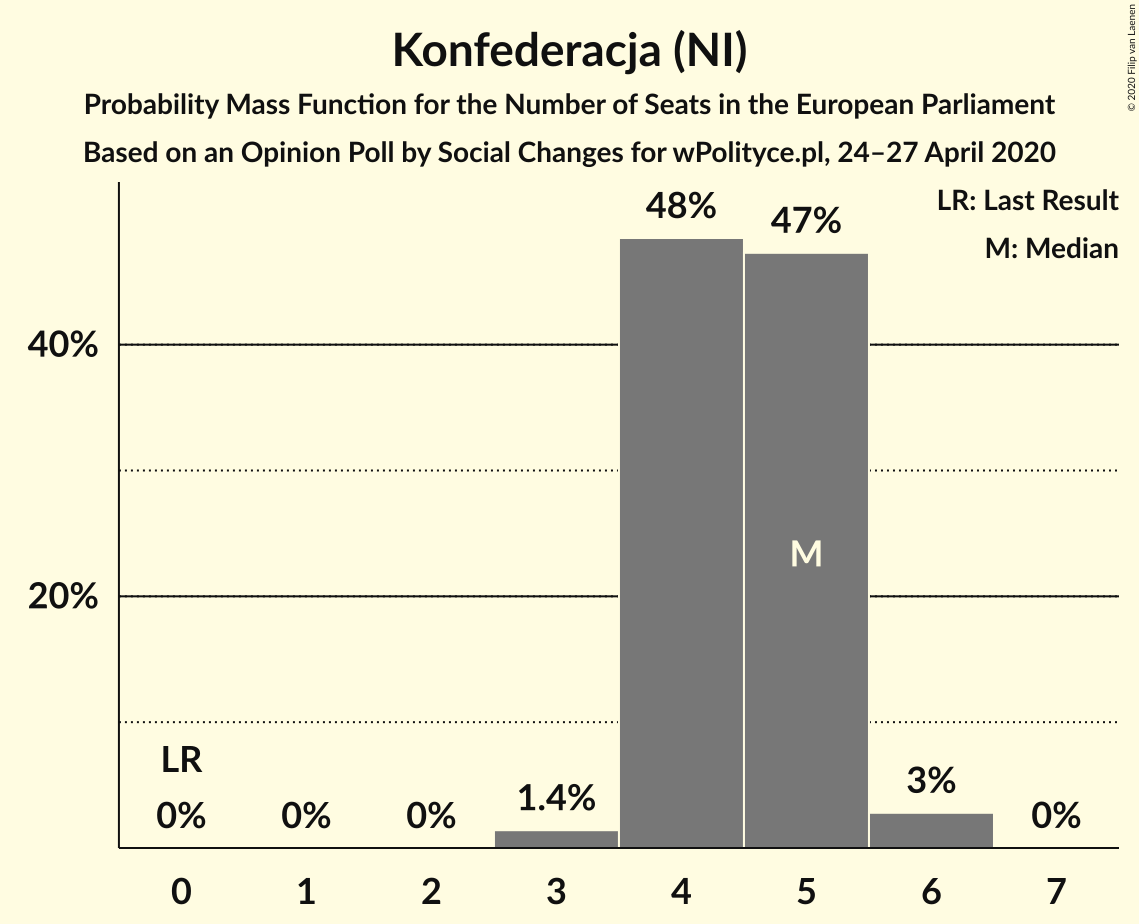 Konfederacja (NI)
Probability Mass Function for the Number of Seats in the European Parliament
Based on an Opinion Poll by Social Changes for wPolityce.pl, 24–27 April 2020
© 2020 Filip van Laenen
LR: Last Result
M: Median
48%
47%
40%
M
20%
LR
0%
0%
0%
1.4%
3%
0%
0
1
2
3
4
5
6
7